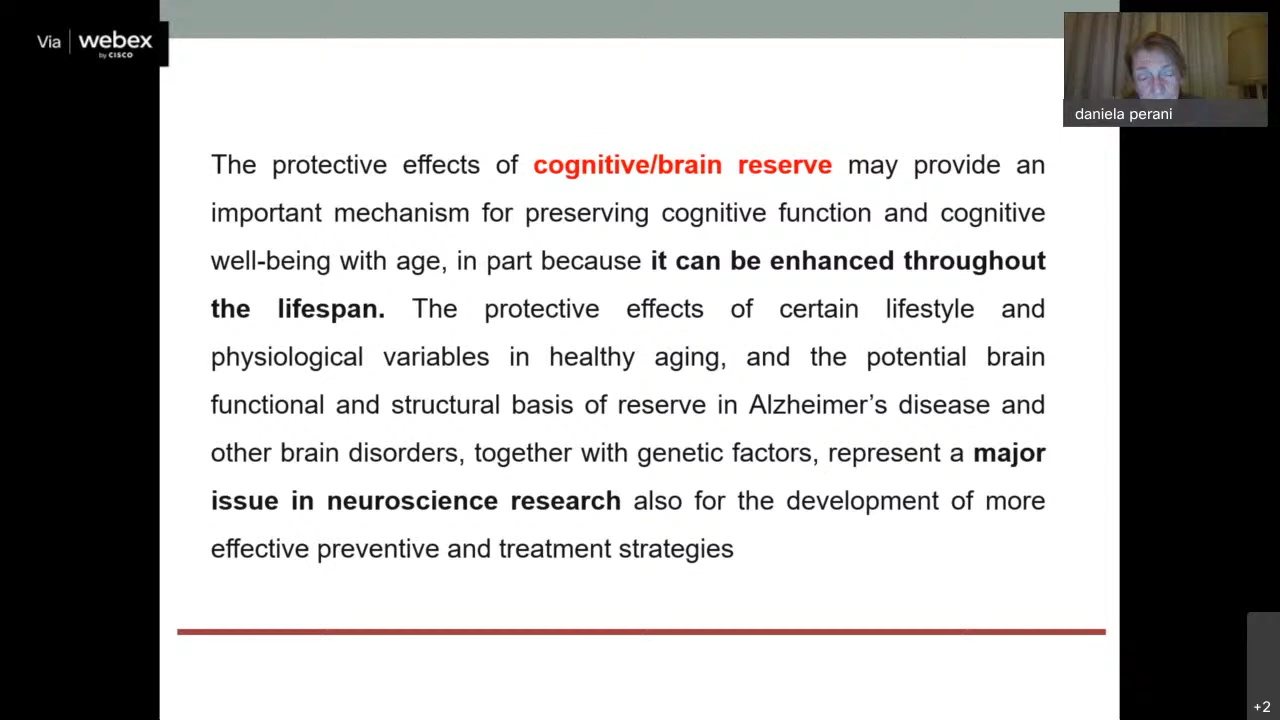 Via webex
by CISCO
daniela perani
The protective effects of cognitive/brain reserve may provide an
important mechanism for preserving cognitive function and cognitive
well-being with age, in part because it can be enhanced throughout
the lifespan. The protective effects of certain lifestyle and
physiological variables in healthy aging, and the potential brain
functional and structural basis of reserve in Alzheimer’s disease and
other brain disorders, together with genetic factors, represent a major
issue in neuroscience research also for the development of more
effective preventive and treatment strategies
+2